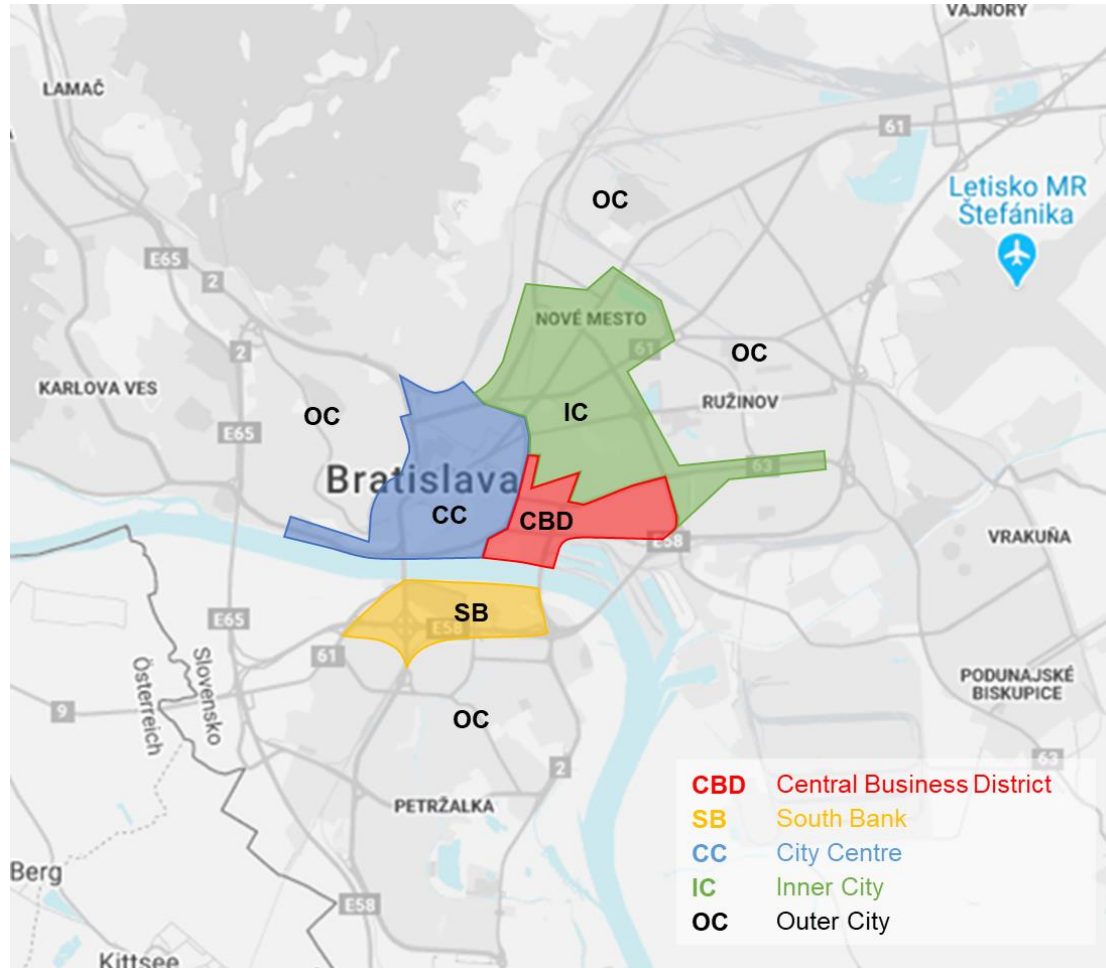 VAJNORY
LAMAČ
61
OC
Letisko MR
Štefánika
E65
2
NOVÉ MESTO
61
2
OC
KARLOVA VES
RUŽINOV
OC
IC
E65
63
Bratislava
CC
CBD
E58
VRAKUŇA
SB
E58
E65
61
Slovensko
Österreich
PODUNAJSKÉ
BISKUPICE
9
OC
63
2
PETRŽALKA
CBD Central Business District
SB South Bank
CC City Centre
IC Inner City
OC Outer City
Berg
E58
Kittsee